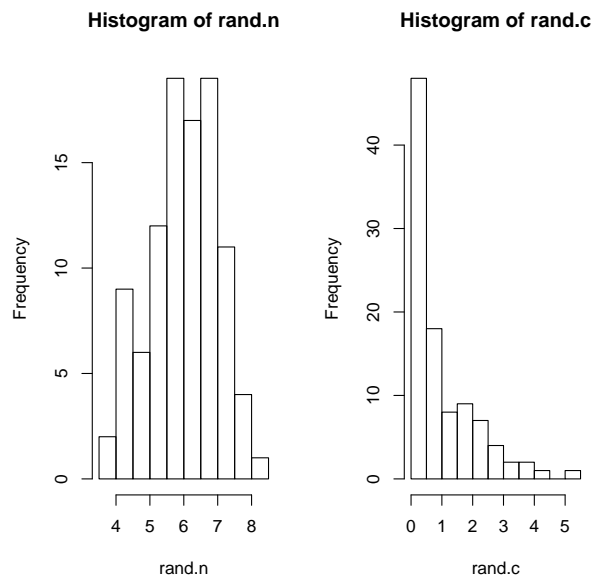 Histogram of rand.n
Frequency
0
5
10
15
4 5 6 7 8
rand.n
Histogram of rand.c
Frequency
0
10
20
30
40
0 1 2 3 4 5
rand.c